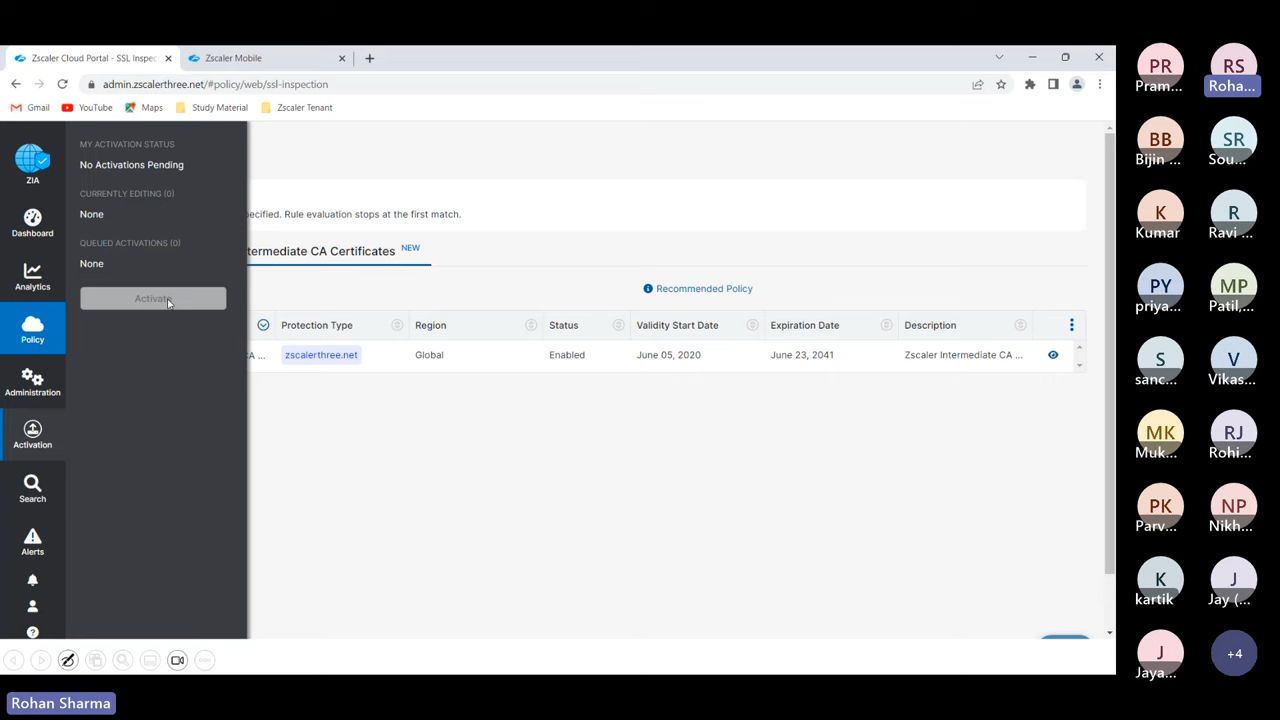 Zscaler Cloud Portal - SSL Inspec
Zscaler Mobile
admin.zscalerthree.net/#policy/web/ssl-inspection
Gmail
YouTube
Maps
Study Material
Zscaler Tenant
ZIA
Dashboard
Analytics
Policy
Administration
Activation
Search
Alerts
MY ACTIVATION STATUS
No Activations Pending
CURRENTLY EDITING (0)
None
QUEUED ACTIVATIONS (0)
None
Activate
ecified. Rule evaluation stops at the first match.
termediate CA Certificates NEW
Recommended Policy
Protection Type Region Status Validity Start Date Expiration Date Description
CA ... zscalerthree.net Global Enabled June 05, 2020 June 23, 2041 Zscaler Intermediate CA ...
PR
Pram...
RS
Roha...
BB
Bijin ...
SR
Sou...
K
Kumar
R
Ravi ...
PY
priya...
MP
Patil,...
S
sanc...
V
Vikas...
MK
Muk...
RJ
Rohi...
PK
Parv...
NP
Nikh...
K
kartik
J
Jay (...
J
Jaya...
+4
Rohan Sharma